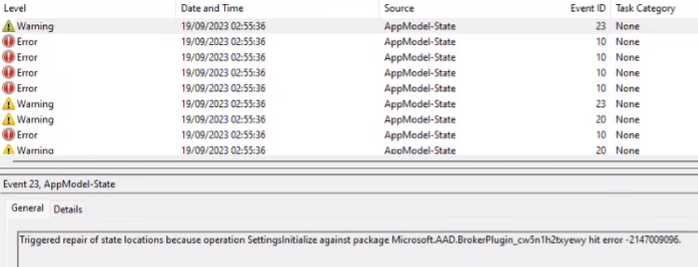 Level Date and Time Source Event ID Task Category
Warning 19/09/2023 02:55:36 AppModel-State 23 None
Error 19/09/2023 02:55:36 AppModel-State 10 None
Error 19/09/2023 02:55:36 AppModel-State 10 None
Error 19/09/2023 02:55:36 AppModel-State 10 None
Error 19/09/2023 02:55:36 AppModel-State 10 None
Warning 19/09/2023 02:55:36 AppModel-State 23 None
Warning 19/09/2023 02:55:36 AppModel-State 20 None
Error 19/09/2023 02:55:36 AppModel-State 10 None
Warning 19/09/2023 02:55:36 AppModel-State 20 None
Event 23, AppModel-State
General Details
Triggered repair of state locations because operation SettingsInitialize against package Microsoft.AAD.BrokerPlugin_cw5n1h2txyewy hit error -2147009096.